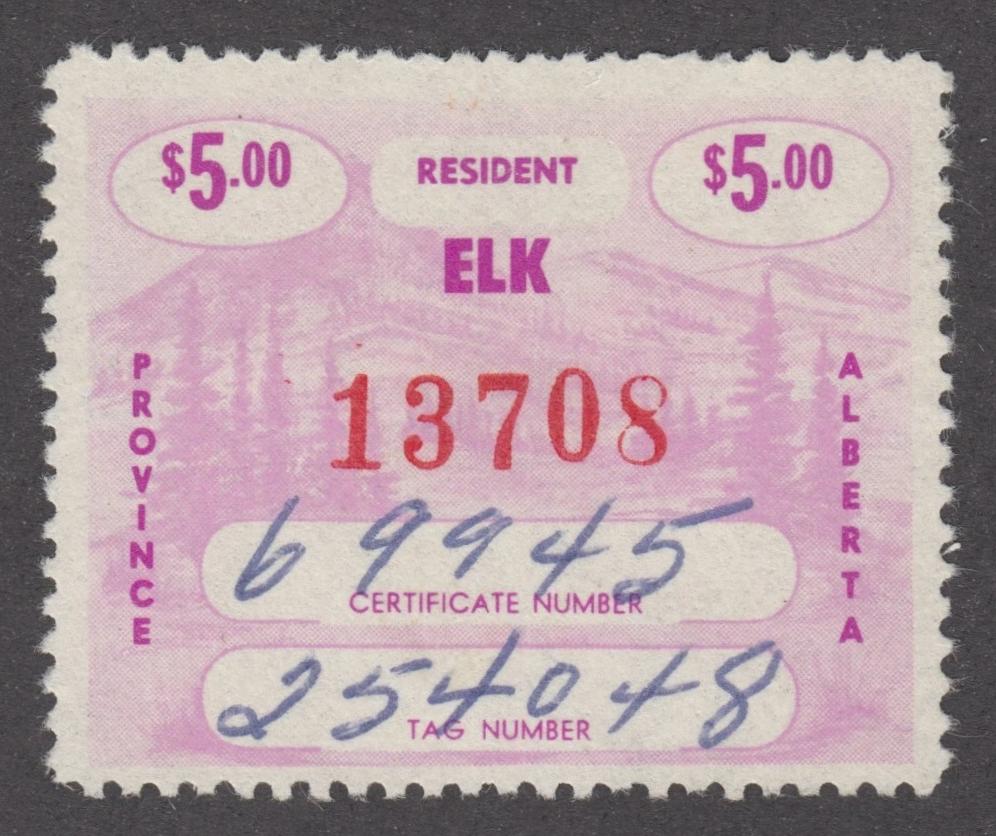 $5.00 RESIDENT $5.00
ELK
PROVINCE
ALBERTA
13708
69945
CERTIFICATE NUMBER
254048
TAG NUMBER